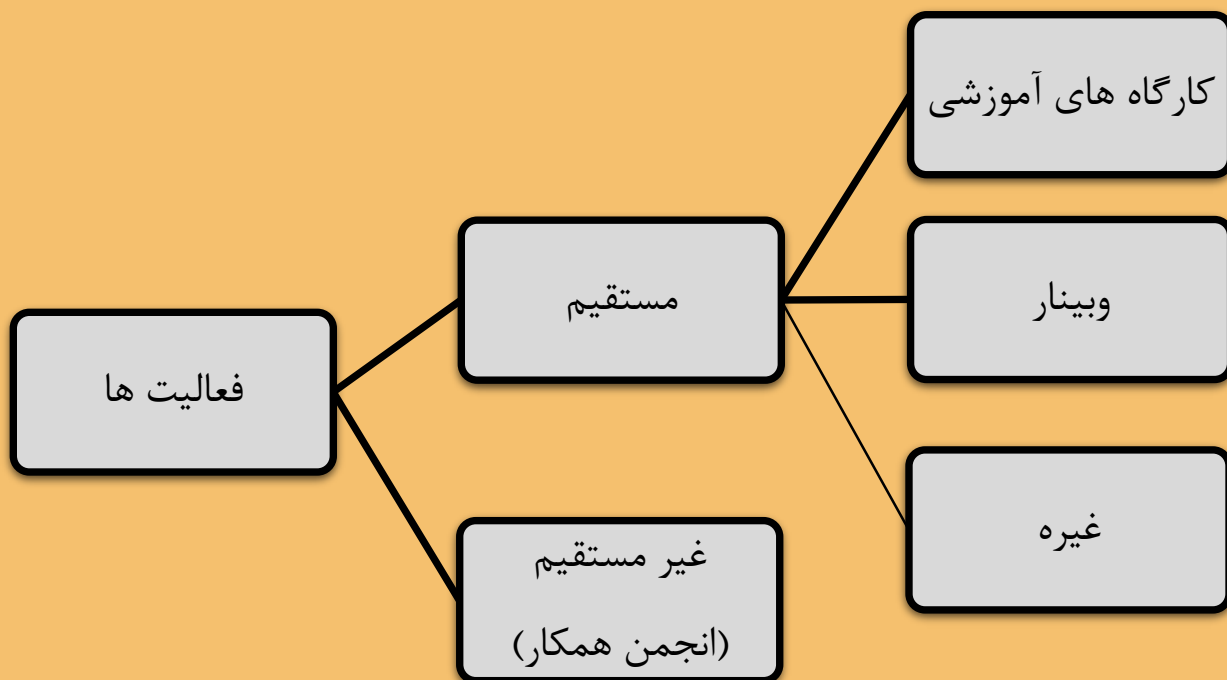 کارگاه های آموزشی
مستقیم
وبینار
فعالیت ها
غیره
غیر مستقیم
(انجمن همکار)